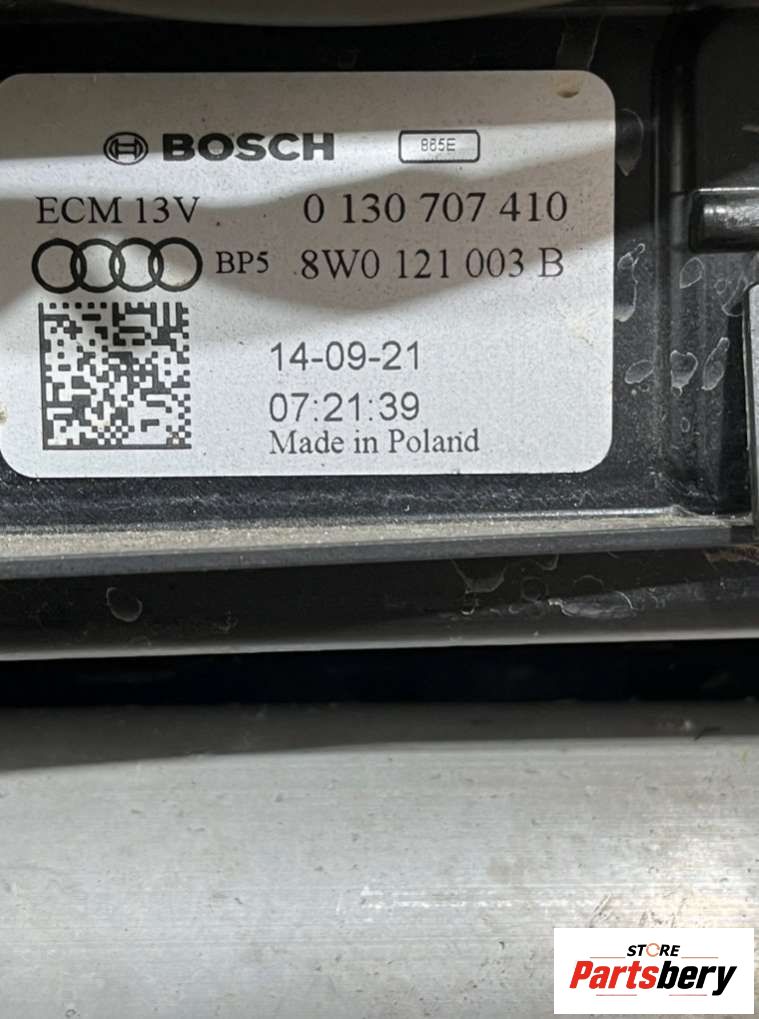 BOSCH 865E
ECM 13V 0 130 707 410
BP5 8W0 121 003 B
14-09-21
07:21:39
Made in Poland
STORE
Partsbery